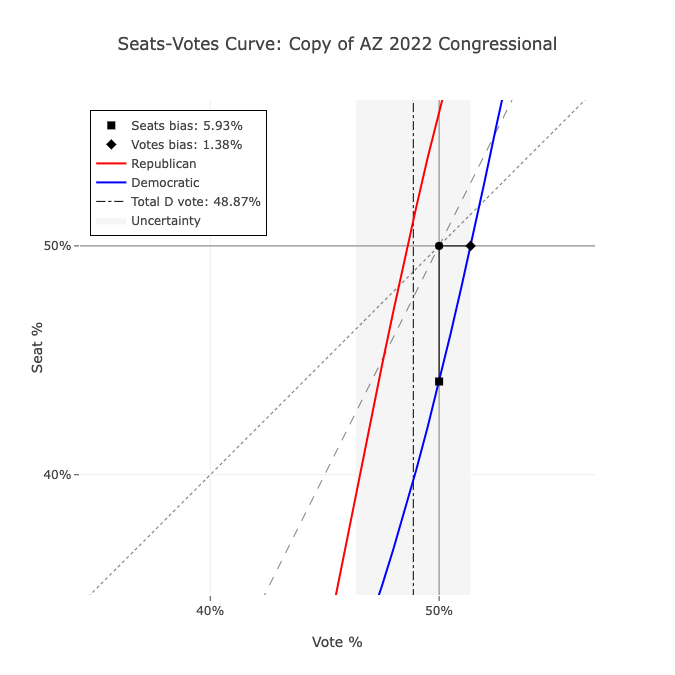 Seats-Votes Curve: Copy of AZ 2022 Congressional
Seats bias: 5.93%
Votes bias: 1.38%
Republican
Democratic
Total D vote: 48.87%
Uncertainty
50%
40%
Seat %
40%
50%
Vote %